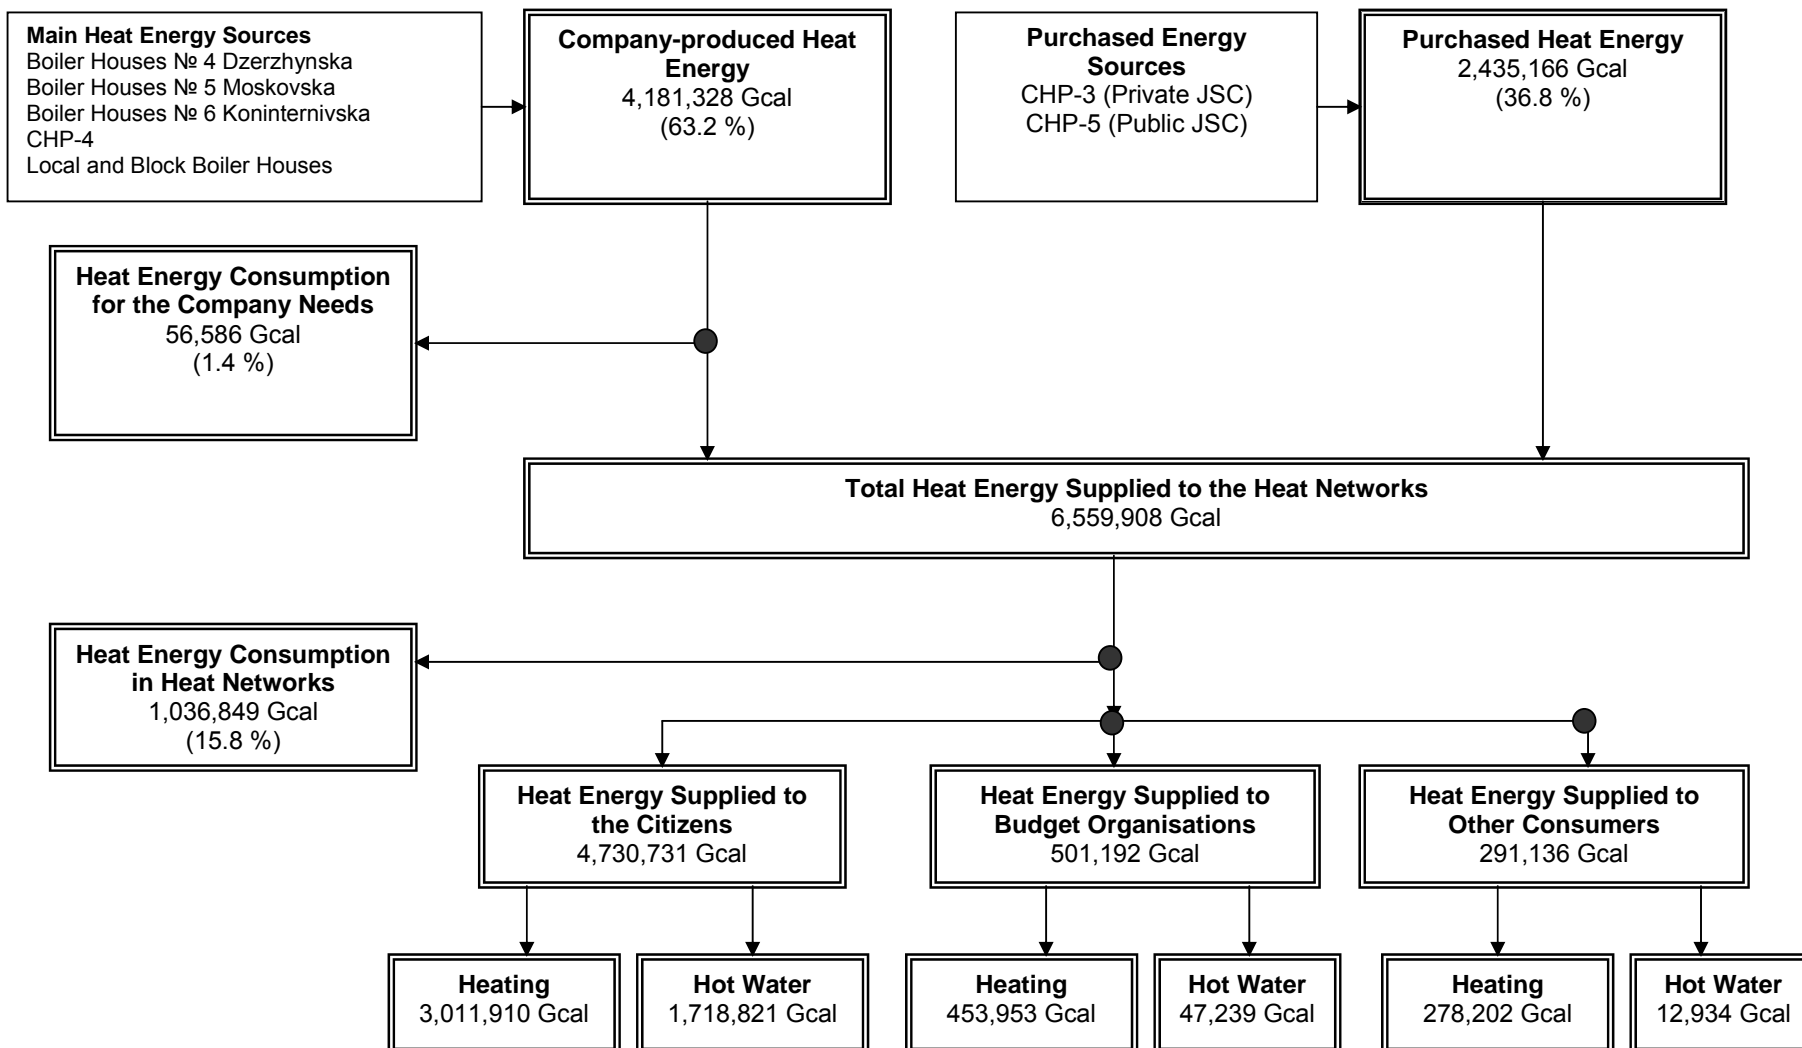 Main Heat Energy Sources
Boiler Houses № 4 Dzerzhynska
Boiler Houses № 5 Moskovska
Boiler Houses № 6 Koninternivska
CHP-4
Local and Block Boiler Houses
Company-produced Heat
Energy
4,181,328 Gcal
(63.2 %)
Purchased Energy
Sources
CHP-3 (Private JSC)
CHP-5 (Public JSC)
Purchased Heat Energy
2,435,166 Gcal
(36.8 %)
Heat Energy Consumption
for the Company Needs
56,586 Gcal
(1.4 %)
Total Heat Energy Supplied to the Heat Networks
6,559,908 Gcal
Heat Energy Consumption
in Heat Networks
1,036,849 Gcal
(15.8 %)
Heat Energy Supplied to
the Citizens
4,730,731 Gcal
Heat Energy Supplied to
Budget Organisations
501,192 Gcal
Heat Energy Supplied to
Other Consumers
291,136 Gcal
Heating
3,011,910 Gcal
Hot Water
1,718,821 Gcal
Heating
453,953 Gcal
Hot Water
47,239 Gcal
Heating
278,202 Gcal
Hot Water
12,934 Gcal